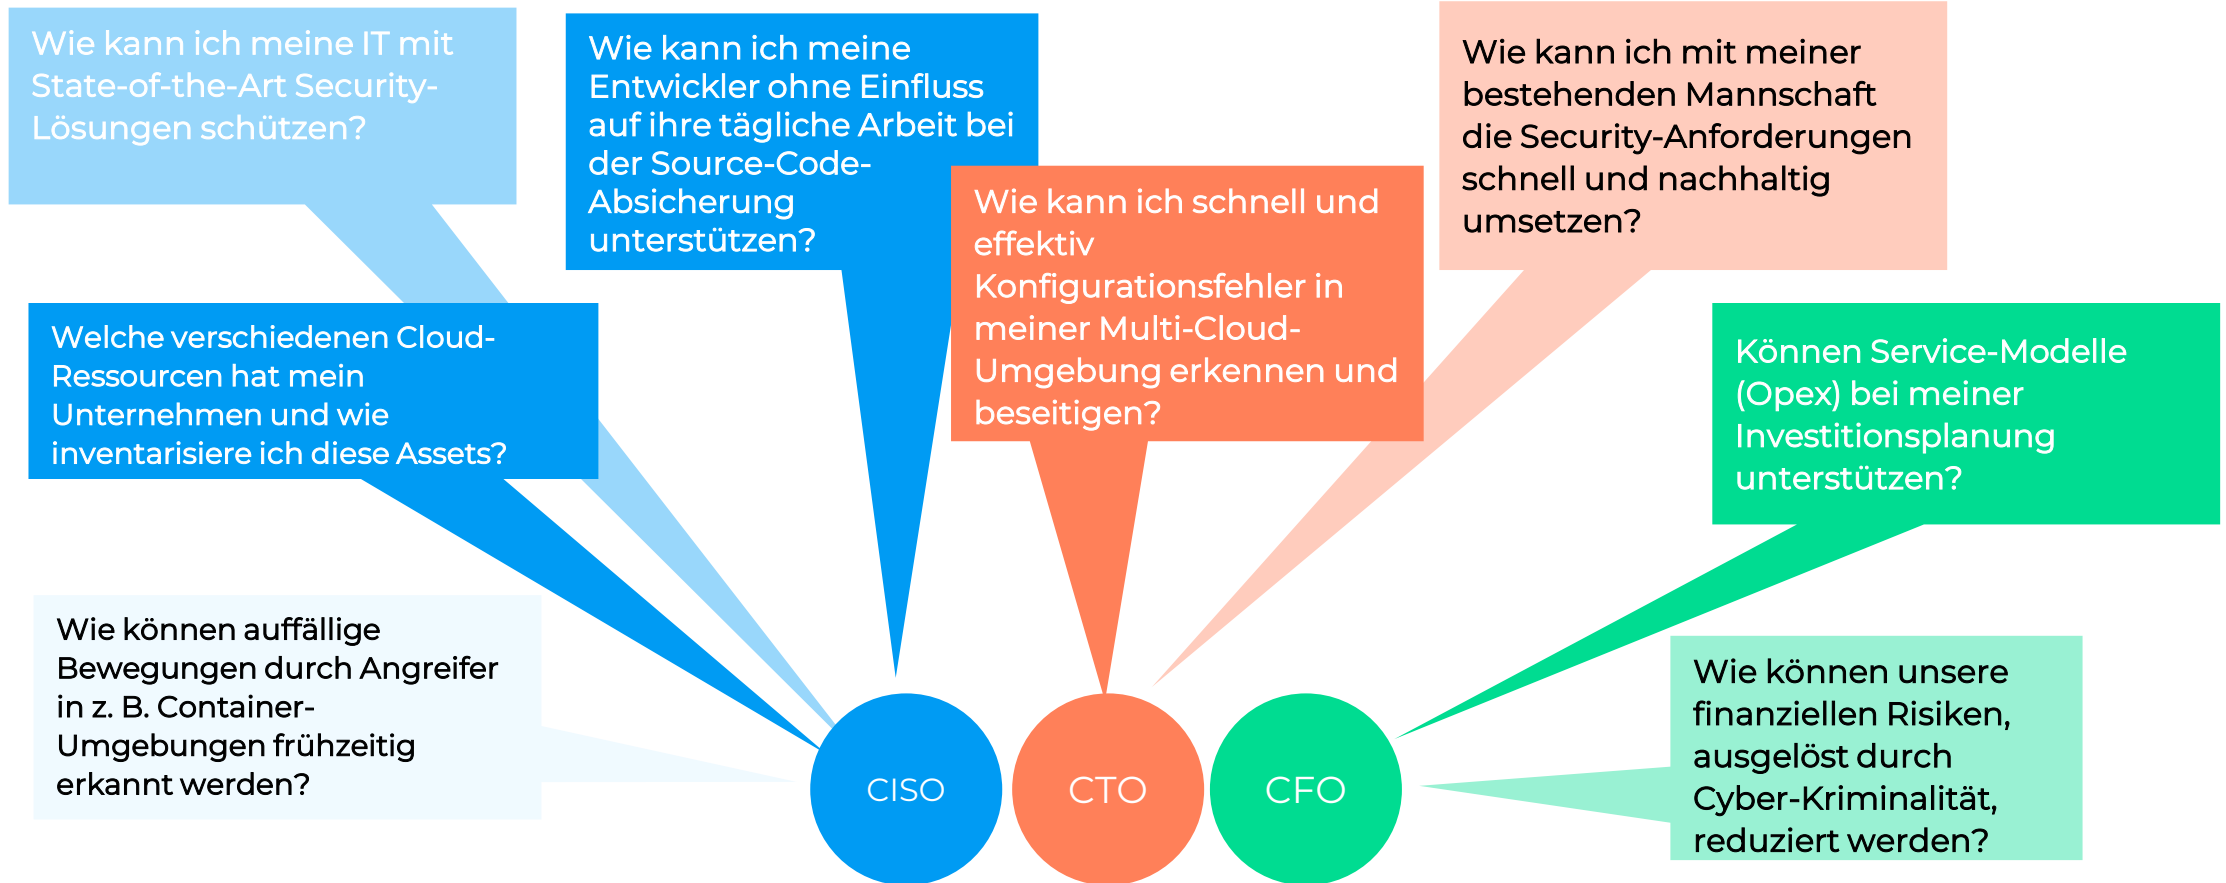 Wie kann ich meine IT mit
State-of-the-Art Security-
Lösungen schützen?
Wie kann ich meine
Entwickler ohne Einfluss
auf ihre tägliche Arbeit bei
der Source-Code-
Absicherung
unterstützen?
Wie kann ich schnell und
effektiv
Konfigurationsfehler in
meiner Multi-Cloud-
Umgebung erkennen und
beseitigen?
Wie kann ich mit meiner
bestehenden Mannschaft
die Security-Anforderungen
schnell und nachhaltig
umsetzen?
Welche verschiedenen Cloud-
Ressourcen hat mein
Unternehmen und wie
inventarisiere ich diese Assets?
Können Service-Modelle
(Opex) bei meiner
Investitionsplanung
unterstützen?
Wie können auffällige
Bewegungen durch Angreifer
in z. B. Container-
Umgebungen frühzeitig
erkannt werden?
Wie können unsere
finanziellen Risiken,
ausgelöst durch
Cyber-Kriminalität,
reduziert werden?
CISO
CTO
CFO